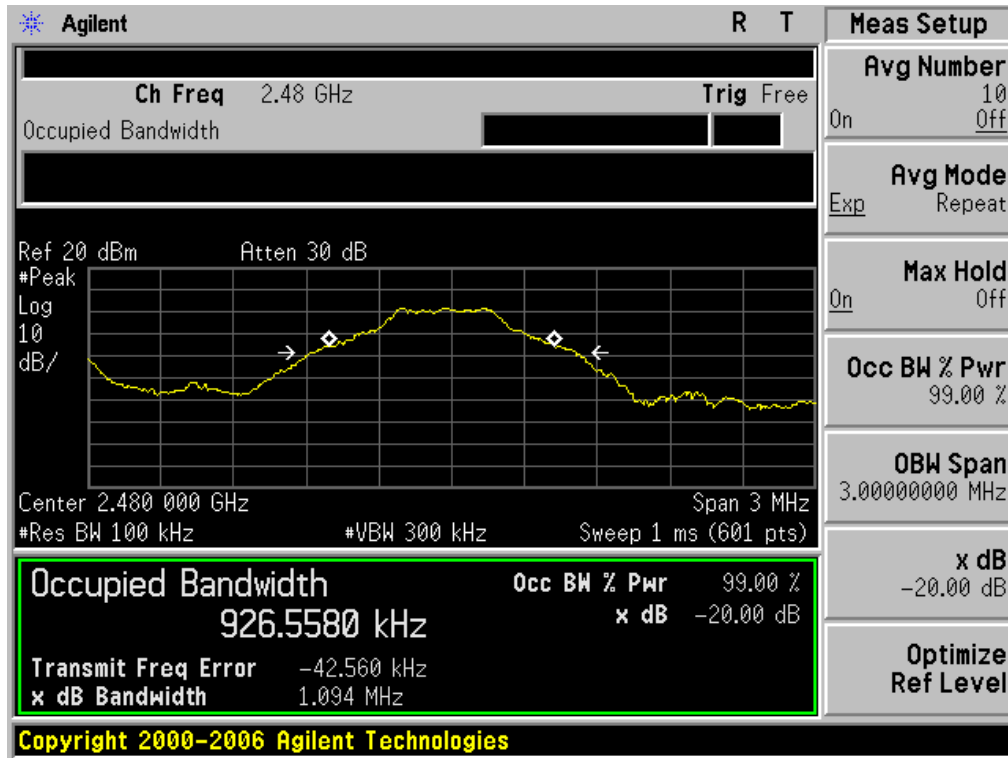 Agilent R T
Ch Freq 2.48 GHz Trig Free
Occupied Bandwidth
Ref 20 dBm Atten 30 dB
#Peak
Log
10
dB/
Center 2.480 000 GHz Span 3 MHz
#Res BW 100 kHz #VBW 300 kHz Sweep 1 ms (601 pts)
Occupied Bandwidth Occ BW % Pwr 99.00 %
926.5580 kHz x dB -20.00 dB
Transmit Freq Error -42.560 kHz
x dB Bandwidth 1.094 MHz
Copyright 2000-2006 Agilent Technologies
Meas Setup
Avg Number
10
On Off
Avg Mode
Exp Repeat
Max Hold
On Off
Occ BW % Pwr
99.00 %
OBW Span
3.00000000 MHz
x dB
-20.00 dB
Optimize
Ref Level